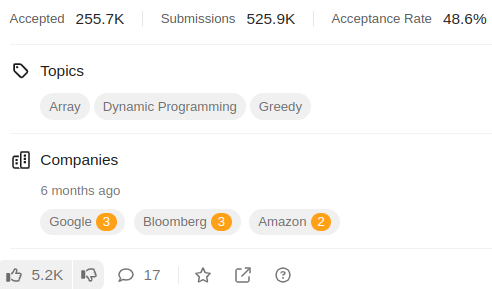 Accepted 255.7K Submissions 525.9K Acceptance Rate 48.6%
Topics
Array Dynamic Programming Greedy
Companies
6 months ago
Google 3 Bloomberg 3 Amazon 2
5.2K 17